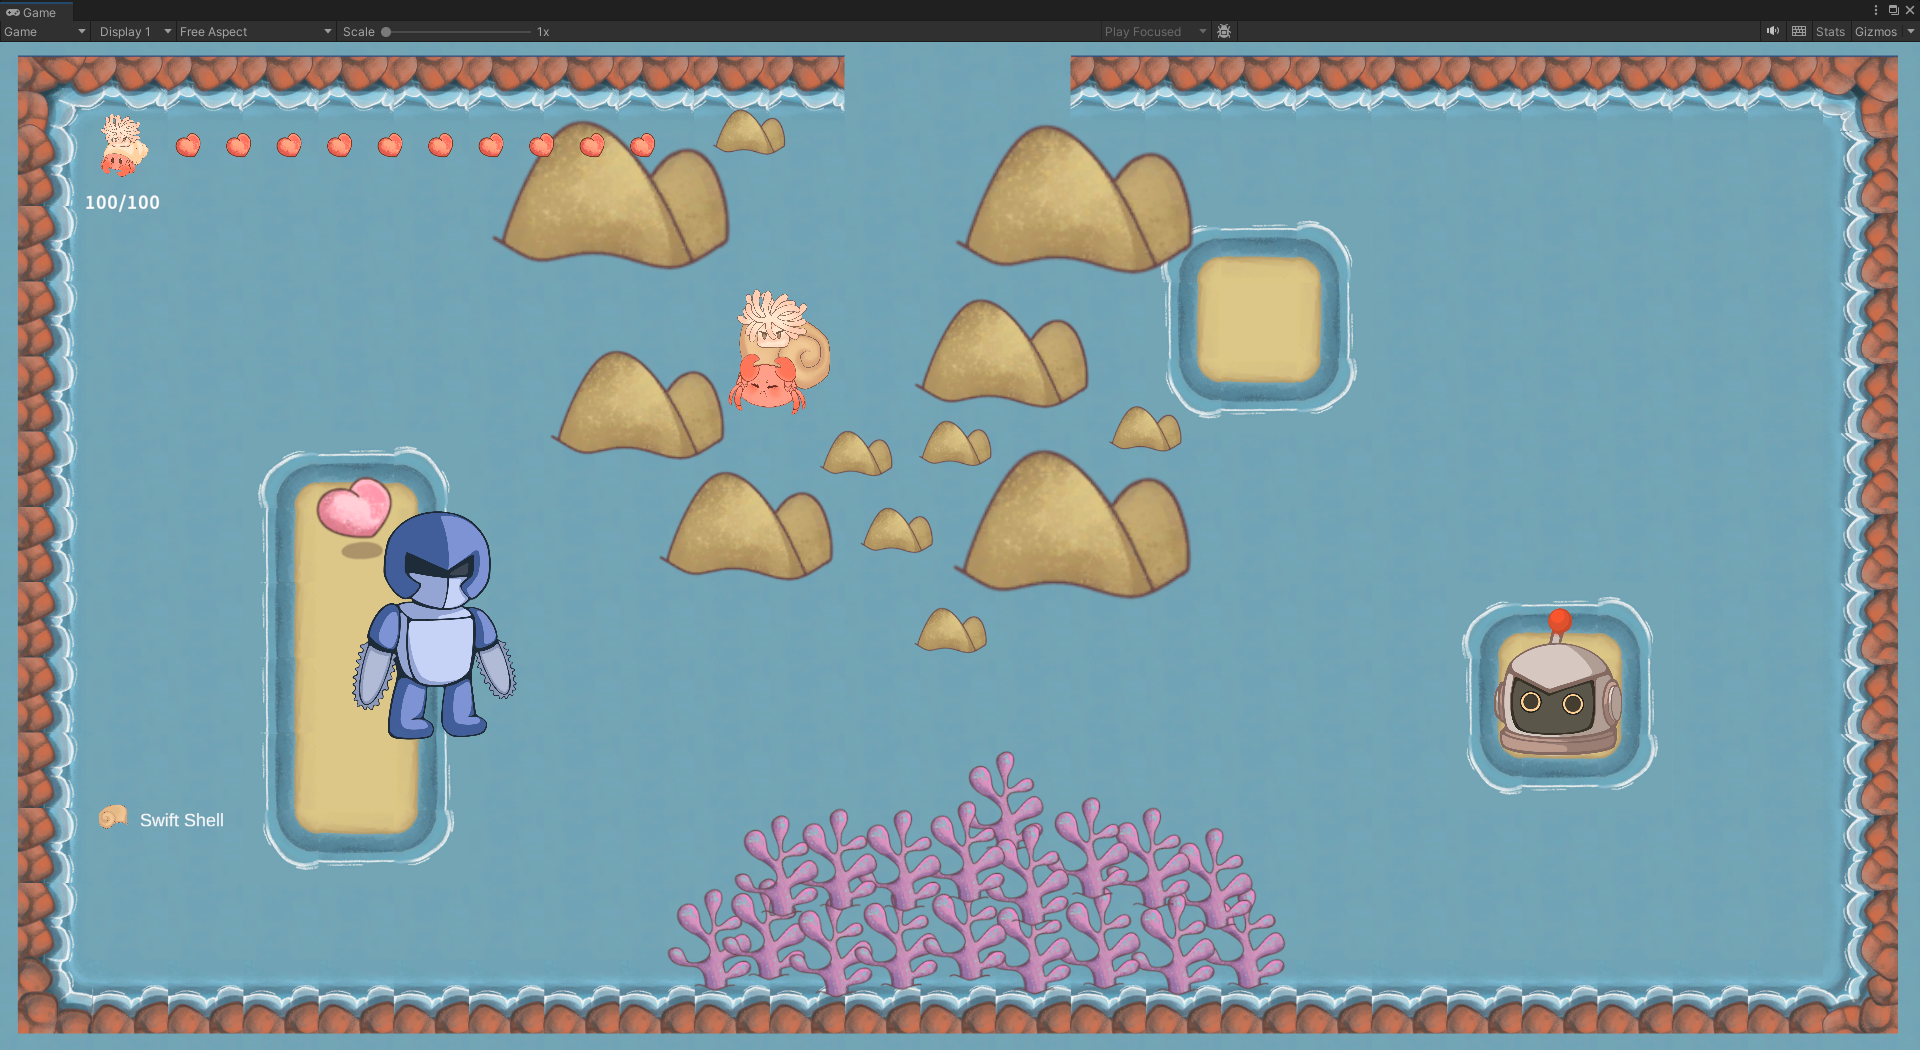 Game
Game Display 1 Free Aspect Scale 1x Play Focused Stats Gizmos
100/100
Swift Shell